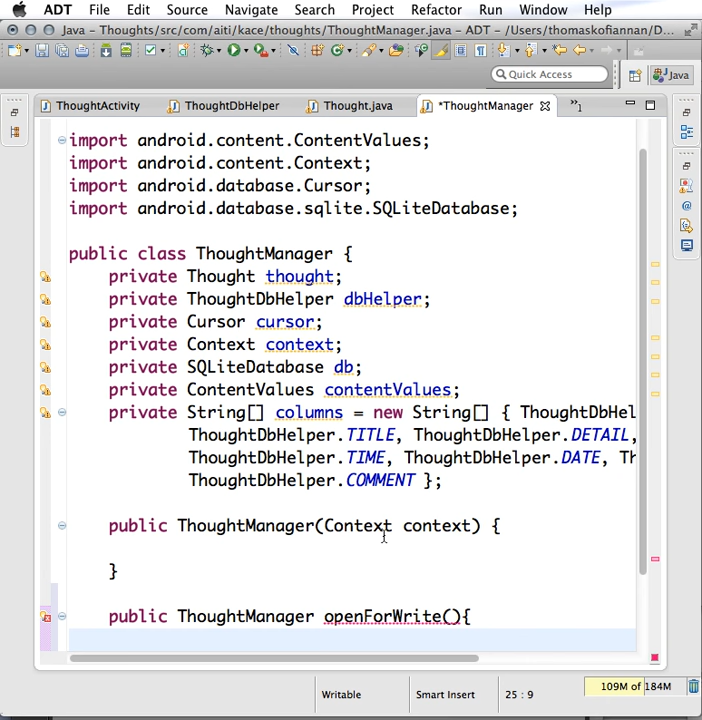 ADT File Edit Source Navigate Search Project Refactor Run Window Help
Java – Thoughts/src/com/aiti/kace/thoughts/ThoughtManager.java – ADT – /Users/thomaskofiannan/D...
Quick Access Java
ThoughtActivity ThoughtDbHelper Thought.java *ThoughtManager »1
import android.content.ContentValues;
import android.content.Context;
import android.database.Cursor;
import android.database.sqlite.SQLiteDatabase;
public class ThoughtManager {
private Thought thought;
private ThoughtDbHelper dbHelper;
private Cursor cursor;
private Context context;
private SQLiteDatabase db;
private ContentValues contentValues;
private String[] columns = new String[] { ThoughtDbHel
ThoughtDbHelper.TITLE, ThoughtDbHelper.DETAIL,
ThoughtDbHelper.TIME, ThoughtDbHelper.DATE, Th
ThoughtDbHelper.COMMENT };
public ThoughtManager(Context context) {
}
public ThoughtManager openForWrite(){
Writable Smart Insert 25 : 9 109M of 184M